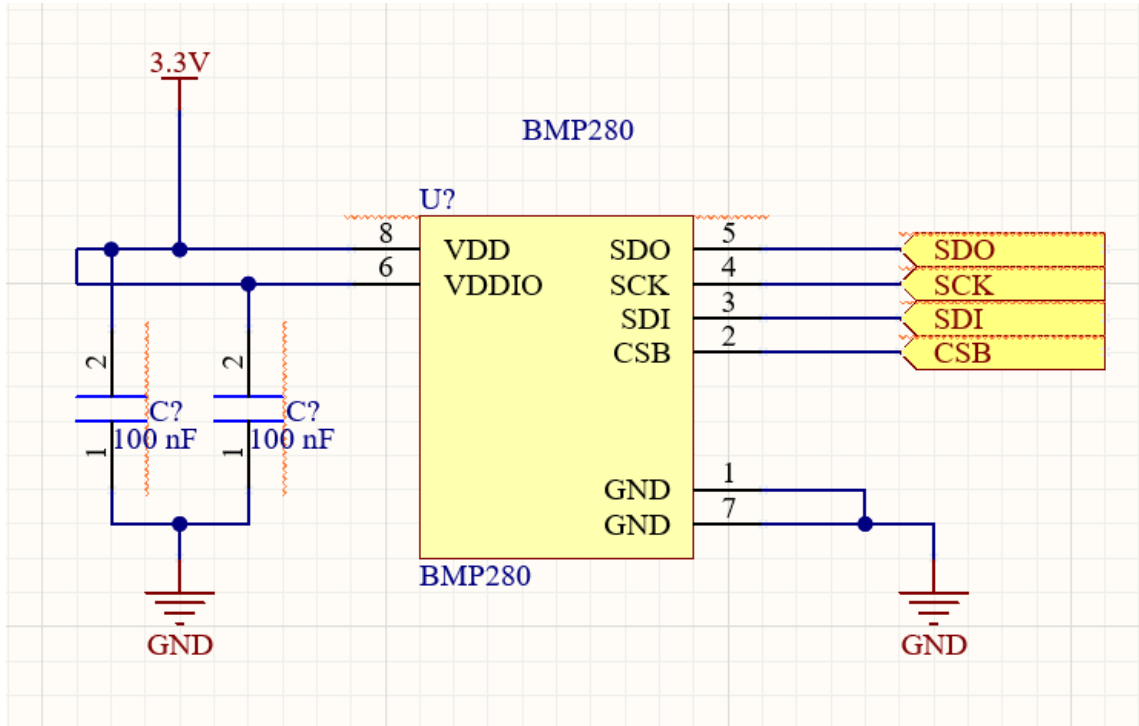 3.3V
BMP280
U?
8 VDD SDO 5 SDO
6 VDDIO SCK 4 SCK
SDI 3 SDI
CSB 2 CSB
2 2
C? C?
100 nF 100 nF
1 1
GND 1
GND 7
BMP280
GND GND